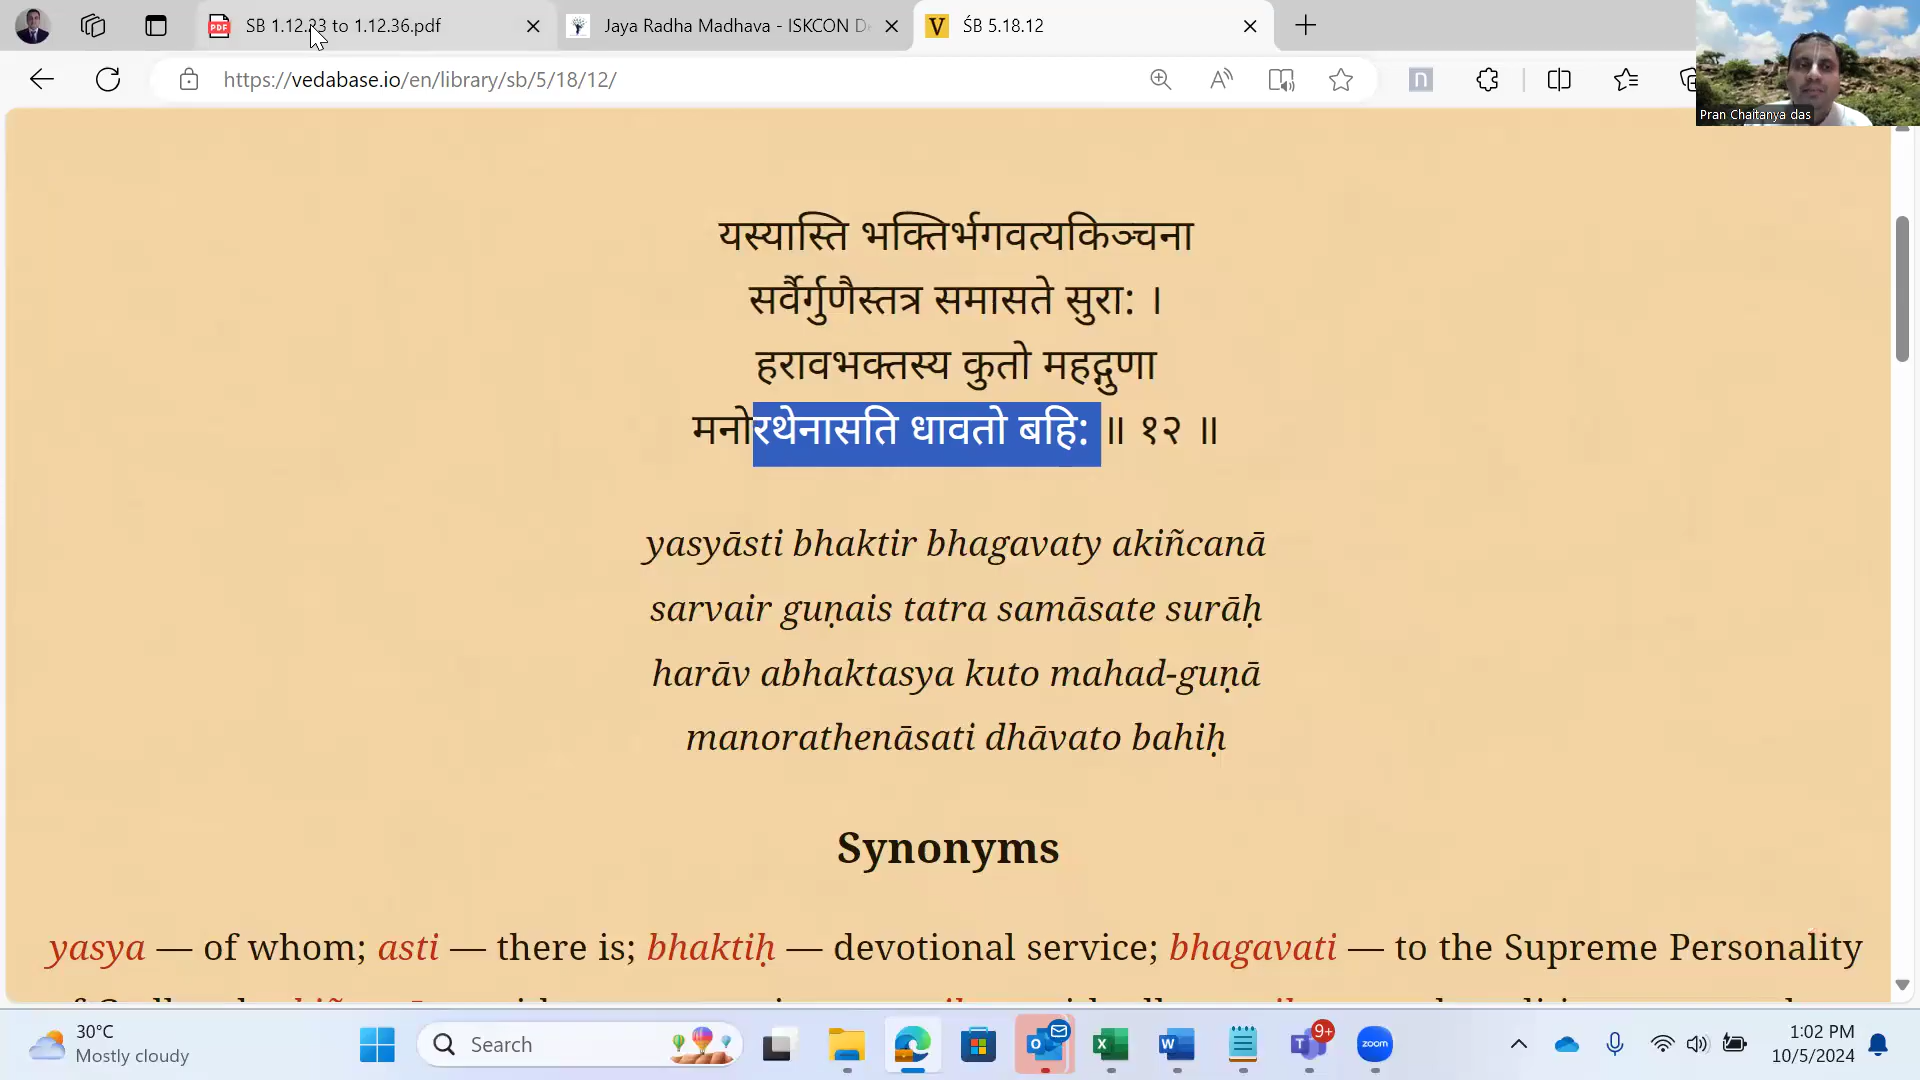 SB 1.12.23 to 1.12.36.pdf
Jaya Radha Madhava - ISKCON D
ŚB 5.18.12
https://vedabase.io/en/library/sb/5/18/12/
Pran Chaitanya das
यस्यास्ति भक्तिर्भगवत्यकिञ्चना
सर्वैर्गुणैस्तत्र समासते सुरा: ।
हरावभक्तस्य कुतो महद्गुणा
मनोरथेनासति धावतो बहि: ॥ १२ ॥
yasyāsti bhaktir bhagavaty akiñcanā
sarvair guṇais tatra samāsate surāḥ
harāv abhaktasya kuto mahad-guṇā
manorathenāsati dhāvato bahiḥ
Synonyms
yasya — of whom; asti — there is; bhaktiḥ — devotional service; bhagavati — to the Supreme Personality
30°C
Mostly cloudy
Search
9+
zoom
1:02 PM
10/5/2024